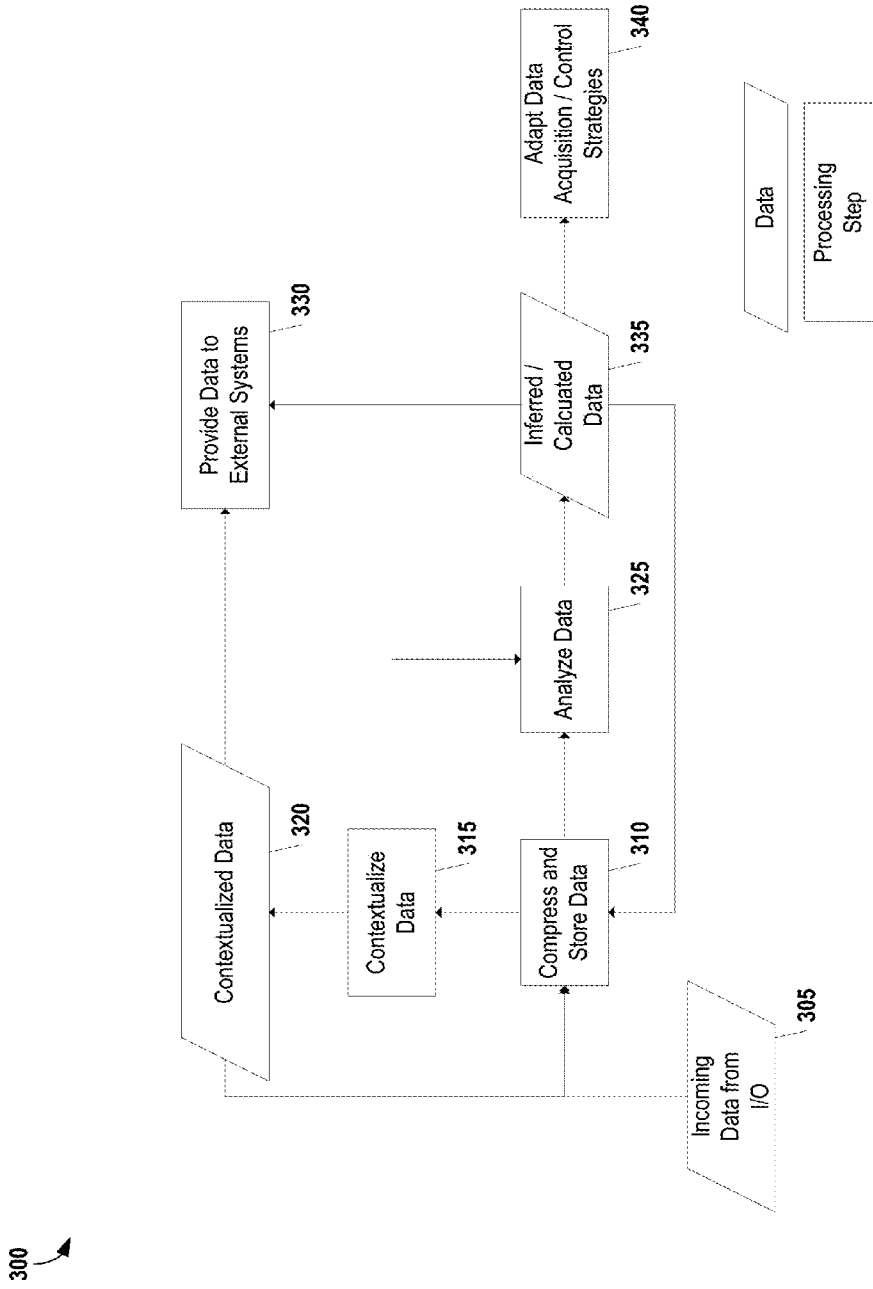 300
Contextualized Data
320
Provide Data to
External Systems
330
Contextualize
Data
315
Compress and
Store Data
310
Analyze Data
325
Inferred /
Calcuated
Data
335
Adapt Data
Acquisition / Control
Strategies
340
Incoming
Data from
I/O
305
Data
Processing
Step